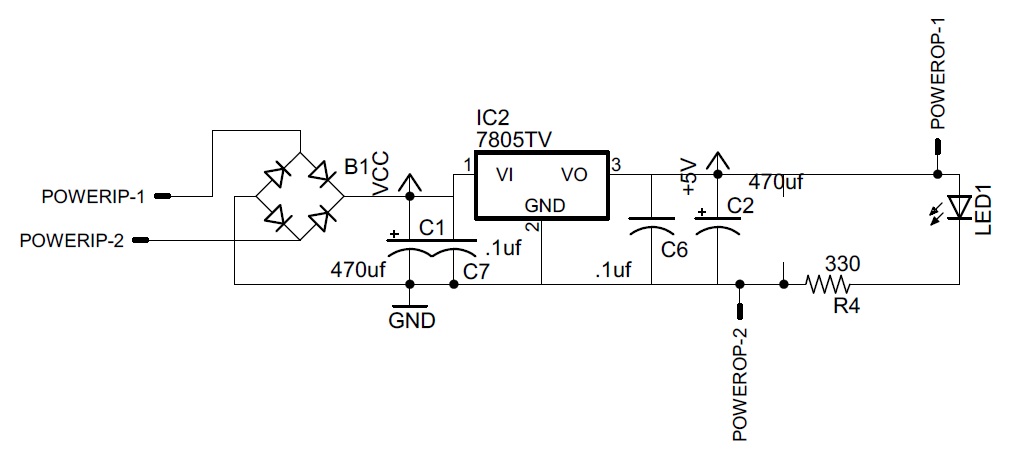 POWEROP-1
IC2
7805TV
B1
VCC
1
VI
VO
3
GND
2
+5V
470uf
POWERIP-1
POWERIP-2
+
C1
.1uf
470uf
C7
GND
+
C2
C6
.1uf
LED1
330
R4
POWEROP-2